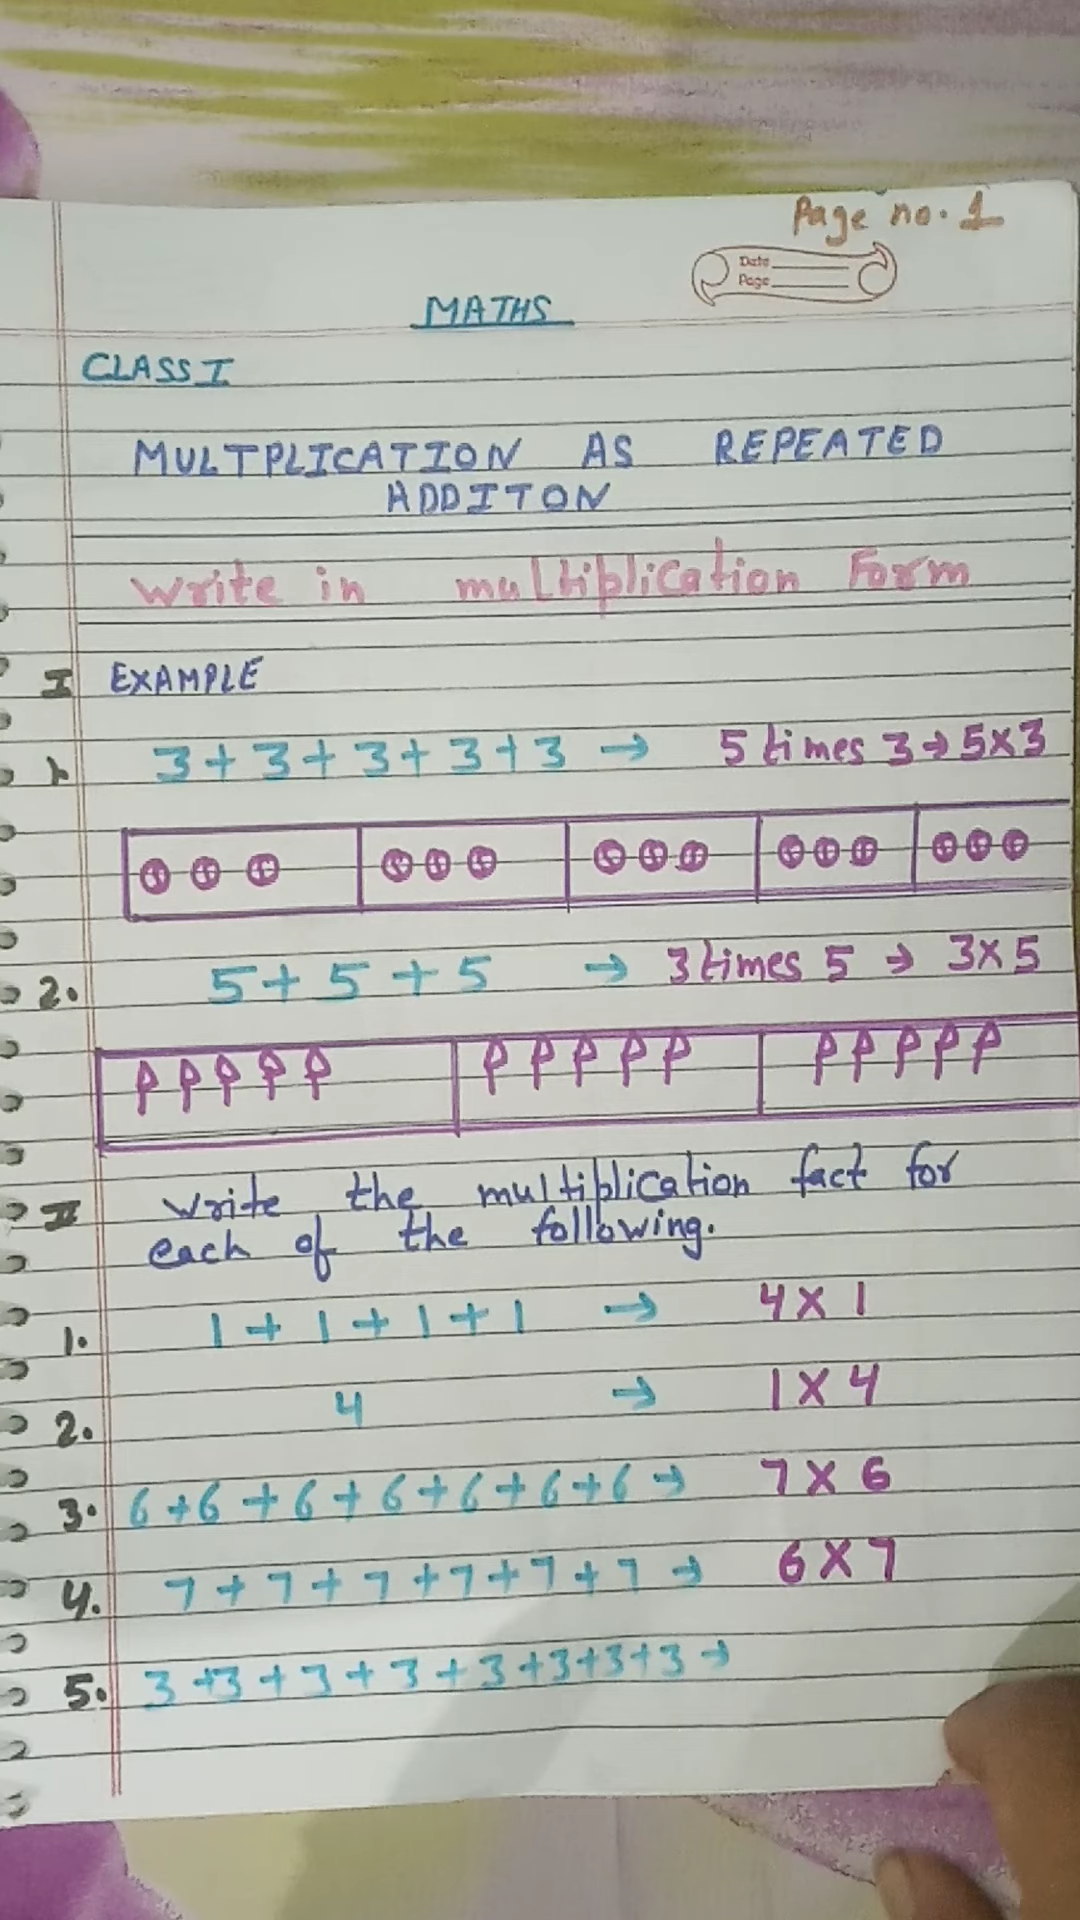 Page no. 1
Date
Page
MATHS
CLASS I
MULTPLICATION AS REPEATED
ADDITON
Write in multiplication Form
I EXAMPLE
1. 3+3+3+3+3 → 5 times 3 → 5×3
2. 5+5+5 → 3 times 5 → 3×5
II write the multiplication fact for
each of the following.
1. 1+1+1+1 → 4×1
2. 4 → 1×4
3. 6+6+6+6+6+6+6 → 7×6
4. 7+7+7+7+7+7 → 6×7
5. 3+3+3+3+3+3+3+3 →